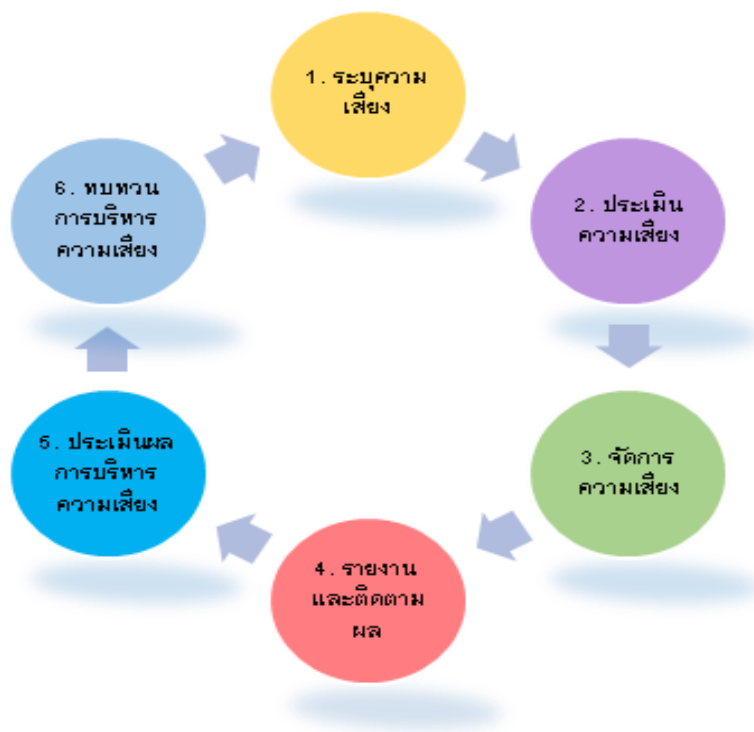 1. ระบุความ
เสี่ยง
2. ประเมิน
ความเสี่ยง
3. จัดการ
ความเสี่ยง
4. รายงาน
และติดตาม
ผล
5. ประเมินผล
การบริหาร
ความเสี่ยง
6. ทบทวน
การบริหาร
ความเสี่ยง